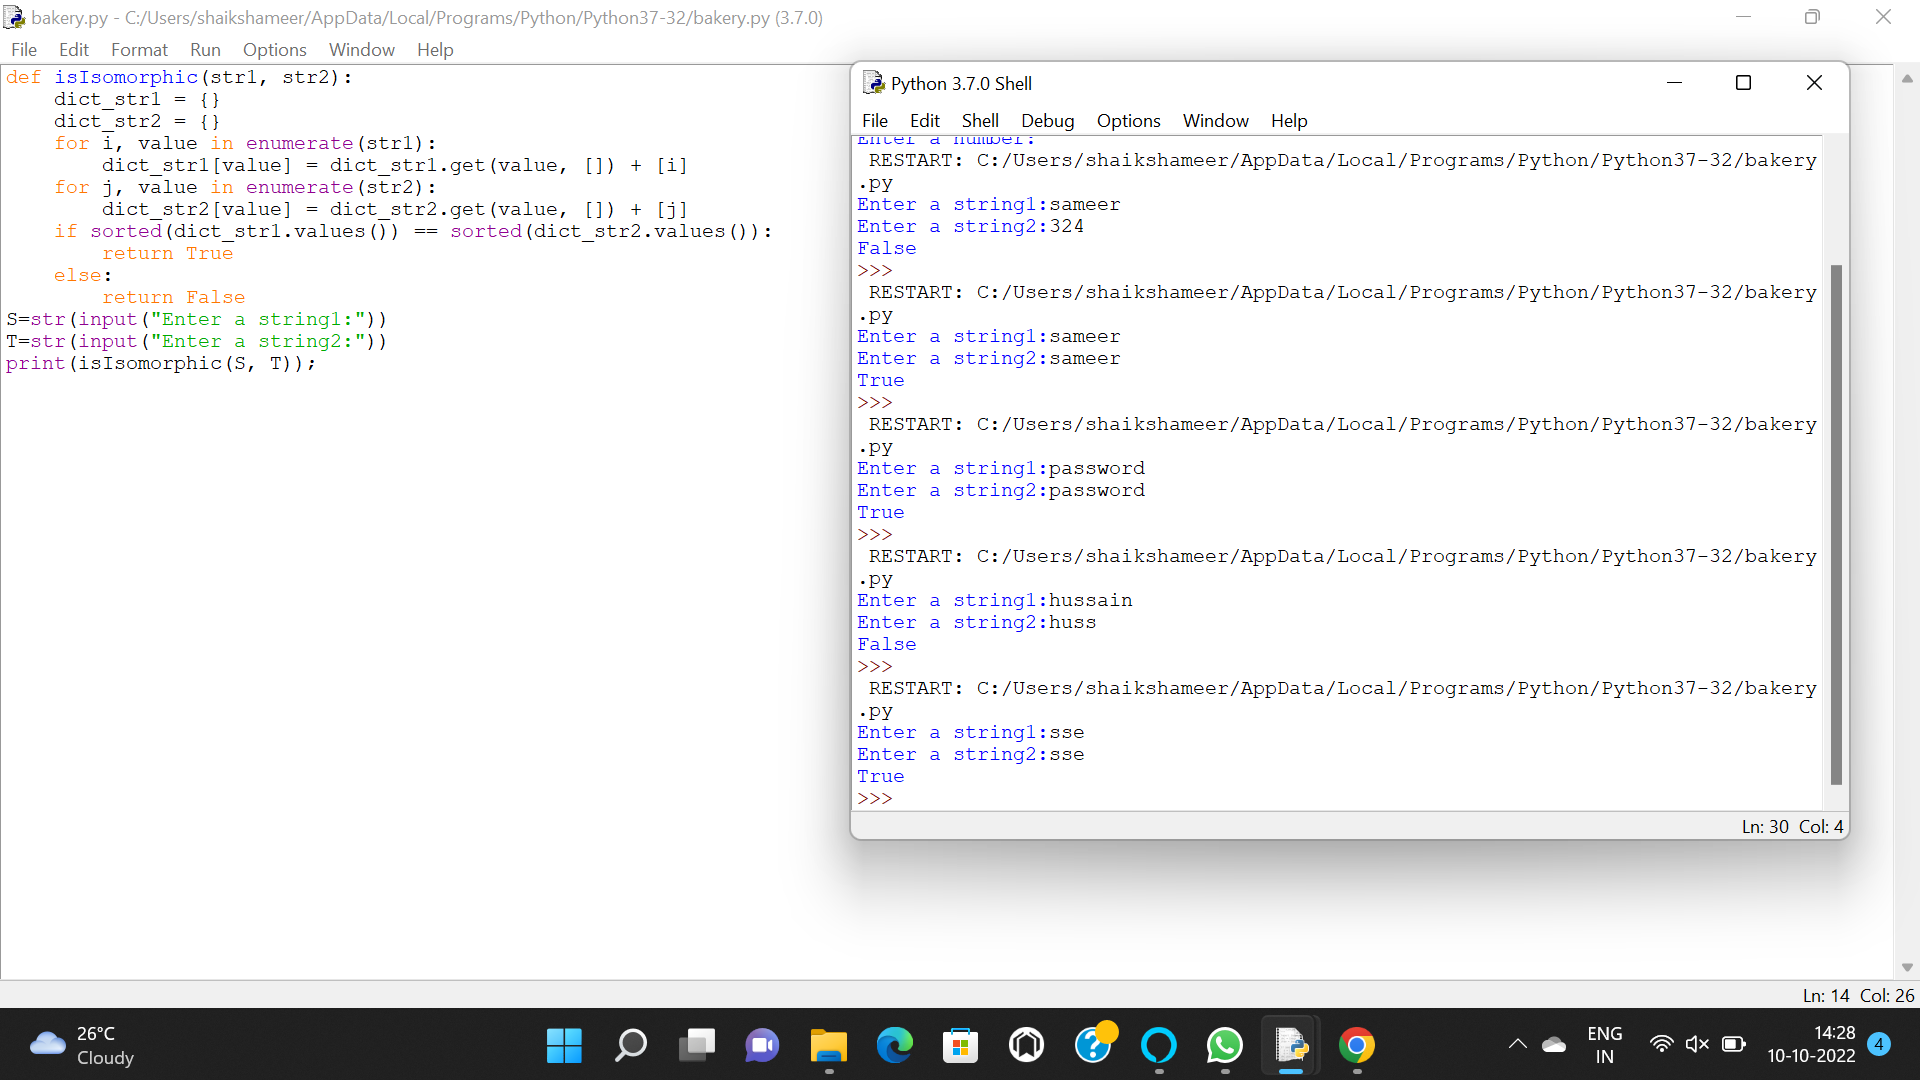 bakery.py - C:/Users/shaikshameer/AppData/Local/Programs/Python/Python37-32/bakery.py (3.7.0)
File Edit Format Run Options Window Help
def isIsomorphic(str1, str2):
    dict_str1 = {}
    dict_str2 = {}
    for i, value in enumerate(str1):
        dict_str1[value] = dict_str1.get(value, []) + [i]
    for j, value in enumerate(str2):
        dict_str2[value] = dict_str2.get(value, []) + [j]
    if sorted(dict_str1.values()) == sorted(dict_str2.values()):
        return True
    else:
        return False
S=str(input("Enter a string1:"))
T=str(input("Enter a string2:"))
print(isIsomorphic(S, T));
Python 3.7.0 Shell
File Edit Shell Debug Options Window Help
Enter a number:
 RESTART: C:/Users/shaikshameer/AppData/Local/Programs/Python/Python37-32/bakery
.py
Enter a string1:sameer
Enter a string2:324
False
>>>
 RESTART: C:/Users/shaikshameer/AppData/Local/Programs/Python/Python37-32/bakery
.py
Enter a string1:sameer
Enter a string2:sameer
True
>>>
 RESTART: C:/Users/shaikshameer/AppData/Local/Programs/Python/Python37-32/bakery
.py
Enter a string1:password
Enter a string2:password
True
>>>
 RESTART: C:/Users/shaikshameer/AppData/Local/Programs/Python/Python37-32/bakery
.py
Enter a string1:hussain
Enter a string2:huss
False
>>>
 RESTART: C:/Users/shaikshameer/AppData/Local/Programs/Python/Python37-32/bakery
.py
Enter a string1:sse
Enter a string2:sse
True
>>>
Ln: 30 Col: 4
Ln: 14 Col: 26
26°C
Cloudy
ENG
IN
14:28
10-10-2022
4